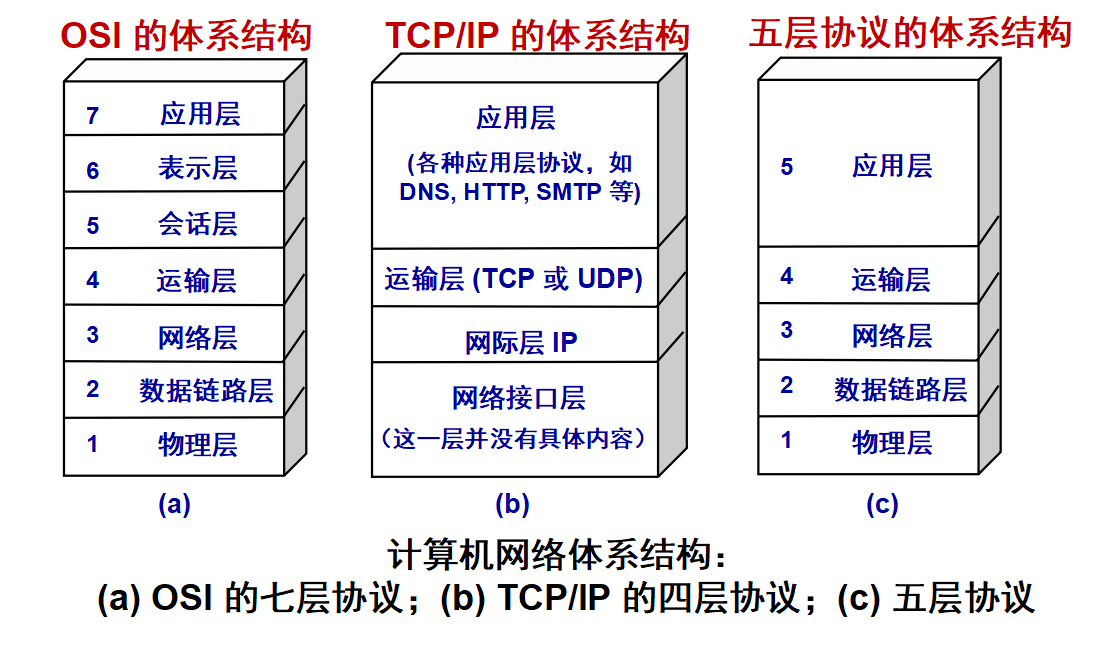 OSI 的体系结构
7 应用层
6 表示层
5 会话层
4 运输层
3 网络层
2 数据链路层
1 物理层
(a)
TCP/IP 的体系结构
应用层
(各种应用层协议，如
DNS, HTTP, SMTP 等)
运输层 (TCP 或 UDP)
网际层 IP
网络接口层
（这一层并没有具体内容）
(b)
五层协议的体系结构
5 应用层
4 运输层
3 网络层
2 数据链路层
1 物理层
(c)
计算机网络体系结构：
(a) OSI 的七层协议；(b) TCP/IP 的四层协议；(c) 五层协议